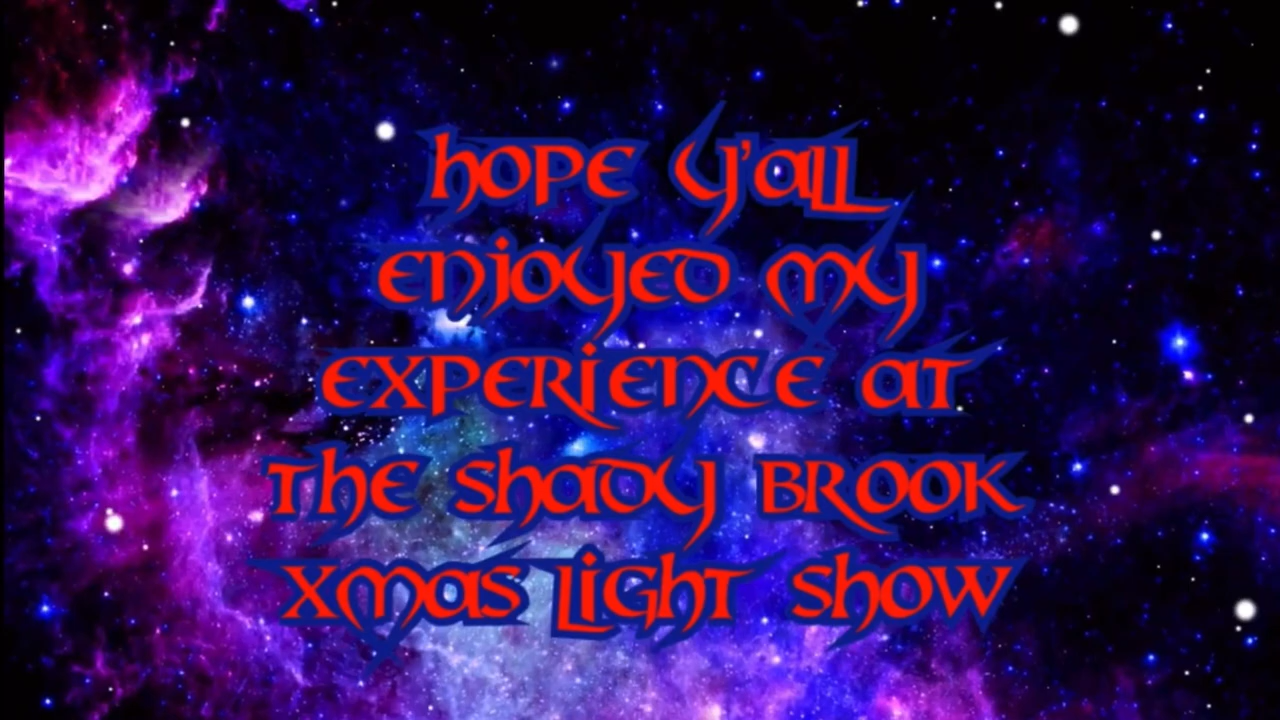 hope y'all
enjoyed my
experience at
the shady brook
xmas light show